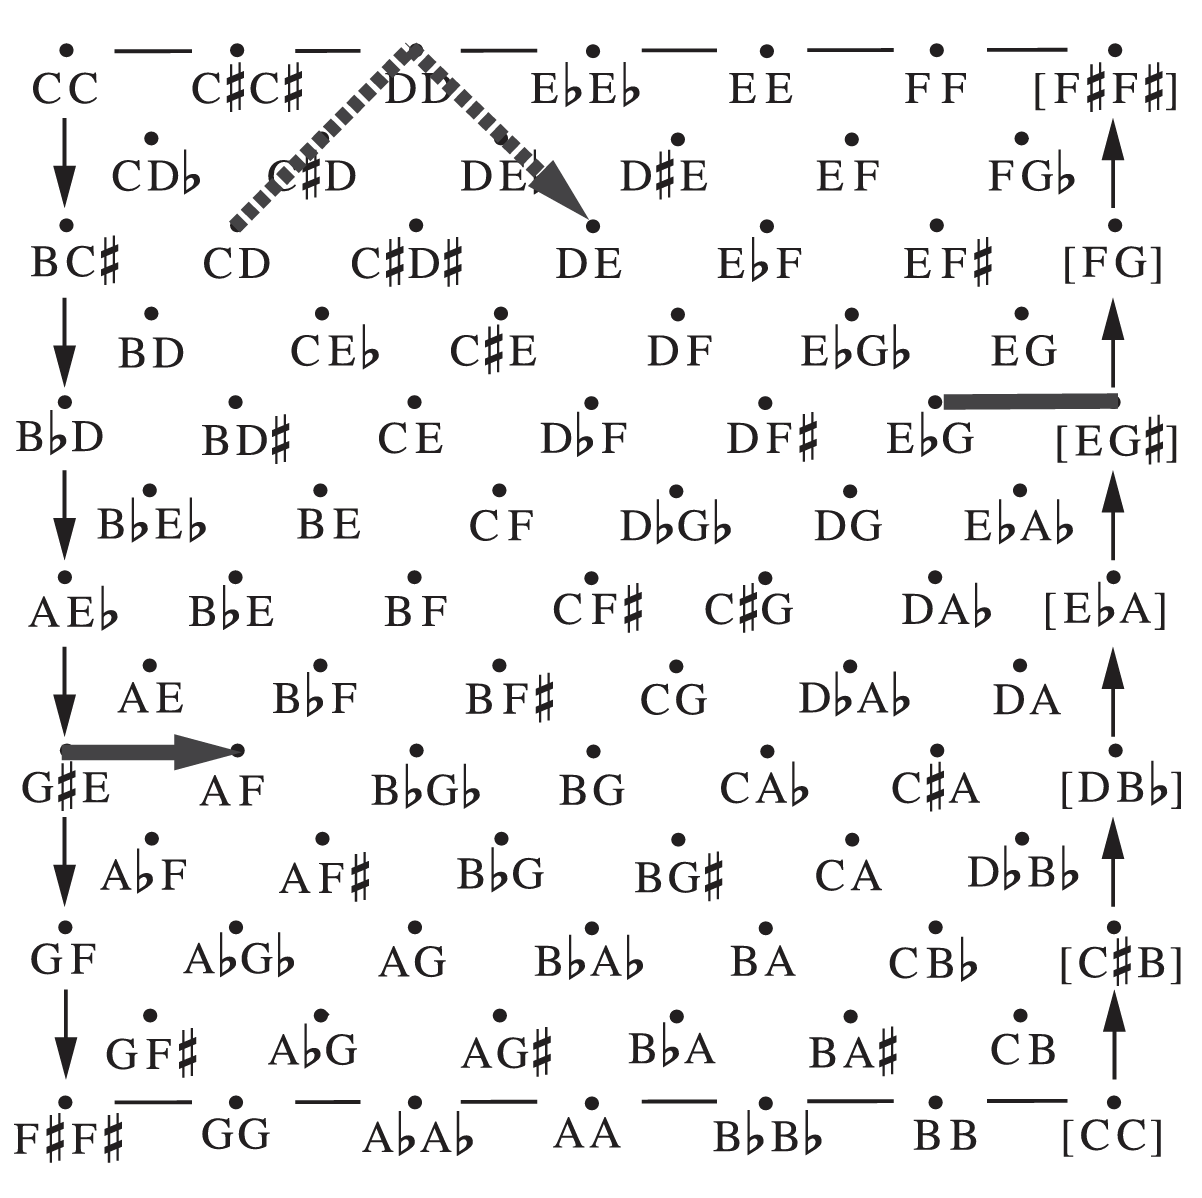 CC C♯C♯ DD E♭E♭ EE FF [F♯F♯]
CD♭ C♯D DE♭ D♯E EF FG♭
BC♯ CD C♯D♯ DE E♭F EF♯ [FG]
BD CE♭ C♯E DF E♭G♭ EG
B♭D BD♯ CE D♭F DF♯ E♭G [EG♯]
B♭E♭ BE CF D♭G♭ DG E♭A♭
AE♭ B♭E BF CF♯ C♯G DA♭ [E♭A]
AE B♭F BF♯ CG D♭A♭ DA
G♯E AF B♭G♭ BG CA♭ C♯A [DB♭]
A♭F AF♯ B♭G BG♯ CA D♭B♭
GF A♭G♭ AG B♭A♭ BA CB♭ [C♯B]
GF♯ A♭G AG♯ B♭A BA♯ CB
F♯F♯ GG A♭A♭ AA B♭B♭ BB [CC]